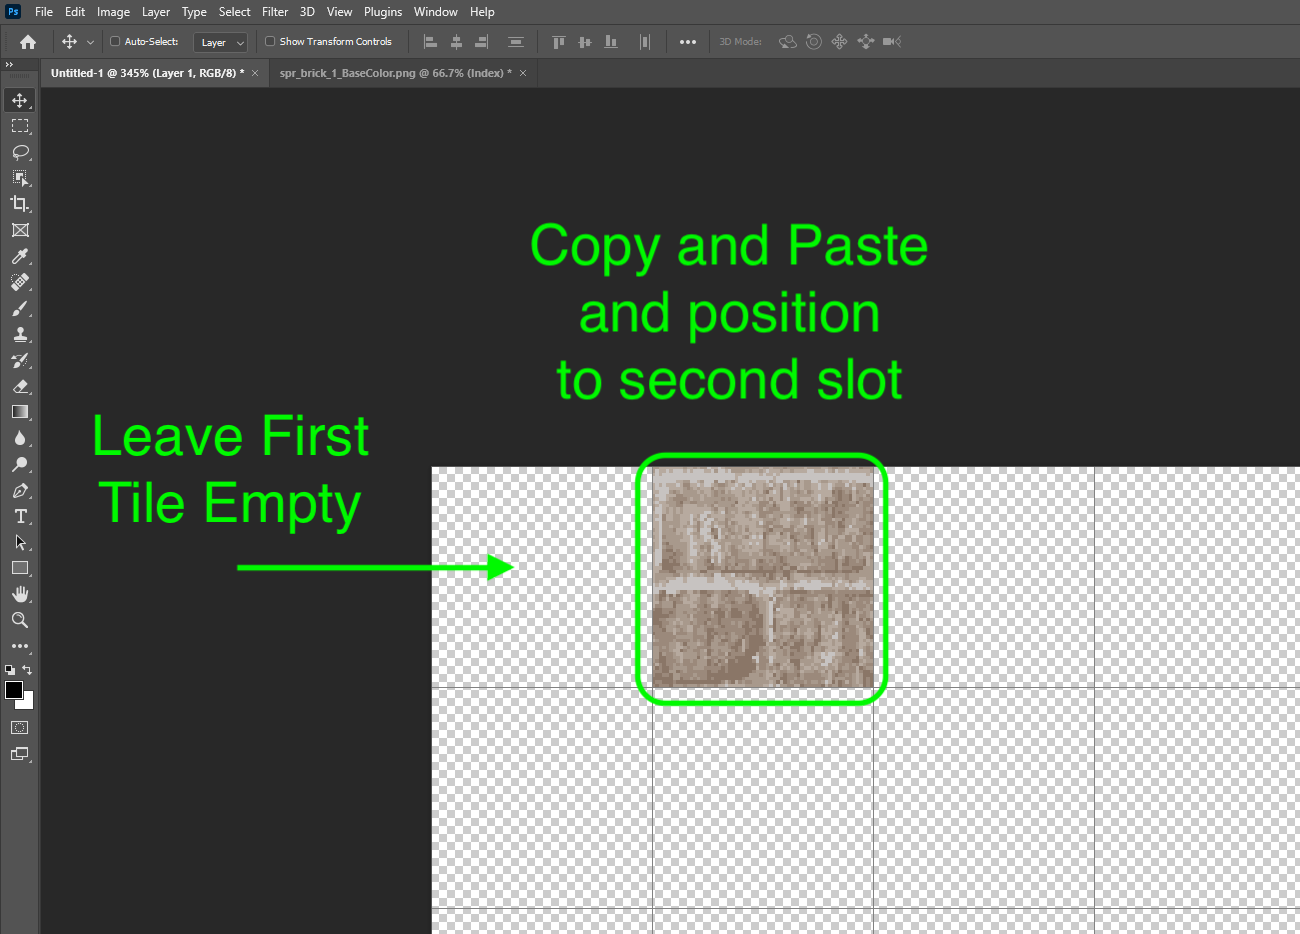 Ps File Edit Image Layer Type Select Filter 3D View Plugins Window Help
Auto-Select: Layer Show Transform Controls 3D Mode:
Untitled-1 @ 345% (Layer 1, RGB/8) * × spr_brick_1_BaseColor.png @ 66.7% (Index) * ×
Copy and Paste
and position
to second slot
Leave First
Tile Empty